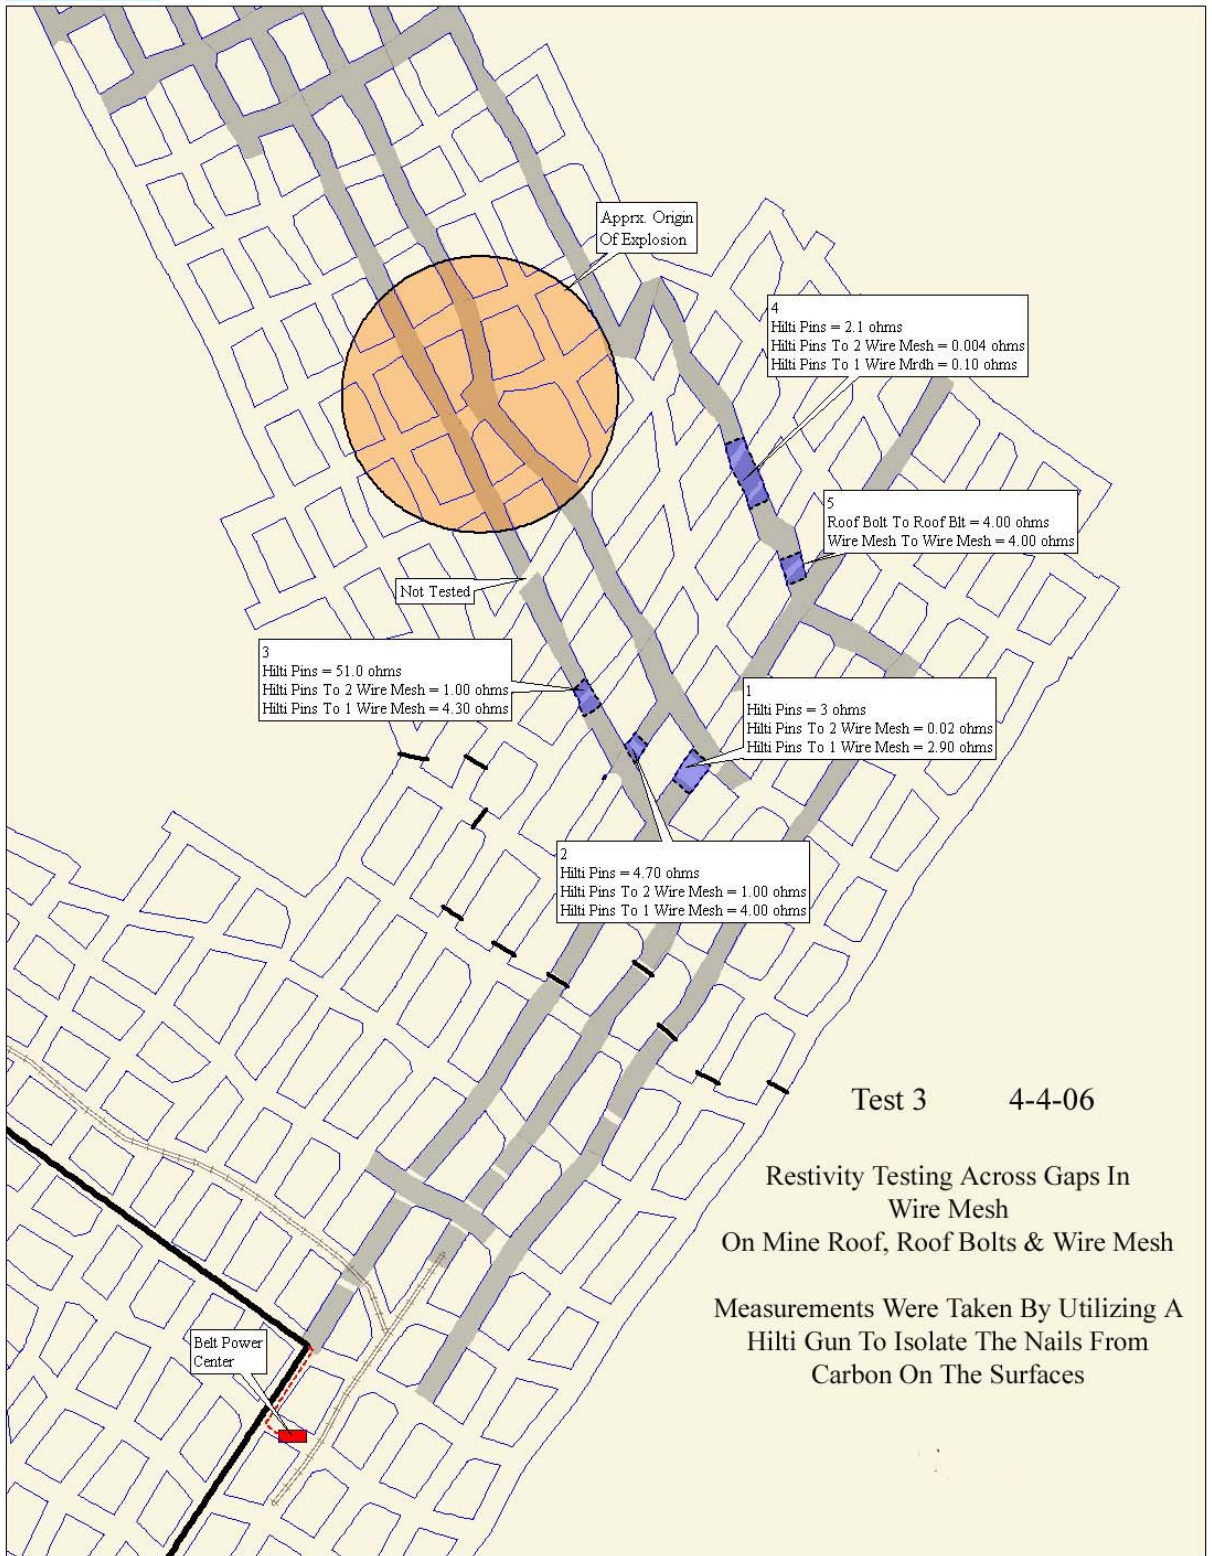 Apprx. Origin
Of Explosion
4
Hilti Pins = 2.1 ohms
Hilti Pins To 2 Wire Mesh = 0.004 ohms
Hilti Pins To 1 Wire Mrdh = 0.10 ohms
5
Roof Bolt To Roof Blt = 4.00 ohms
Wire Mesh To Wire Mesh = 4.00 ohms
Not Tested
3
Hilti Pins = 51.0 ohms
Hilti Pins To 2 Wire Mesh = 1.00 ohms
Hilti Pins To 1 Wire Mesh = 4.30 ohms
1
Hilti Pins = 3 ohms
Hilti Pins To 2 Wire Mesh = 0.02 ohms
Hilti Pins To 1 Wire Mesh = 2.90 ohms
2
Hilti Pins = 4.70 ohms
Hilti Pins To 2 Wire Mesh = 1.00 ohms
Hilti Pins To 1 Wire Mesh = 4.00 ohms
Test 3 4-4-06
Restivity Testing Across Gaps In
Wire Mesh
On Mine Roof, Roof Bolts & Wire Mesh
Measurements Were Taken By Utilizing A
Hilti Gun To Isolate The Nails From
Carbon On The Surfaces
Belt Power
Center